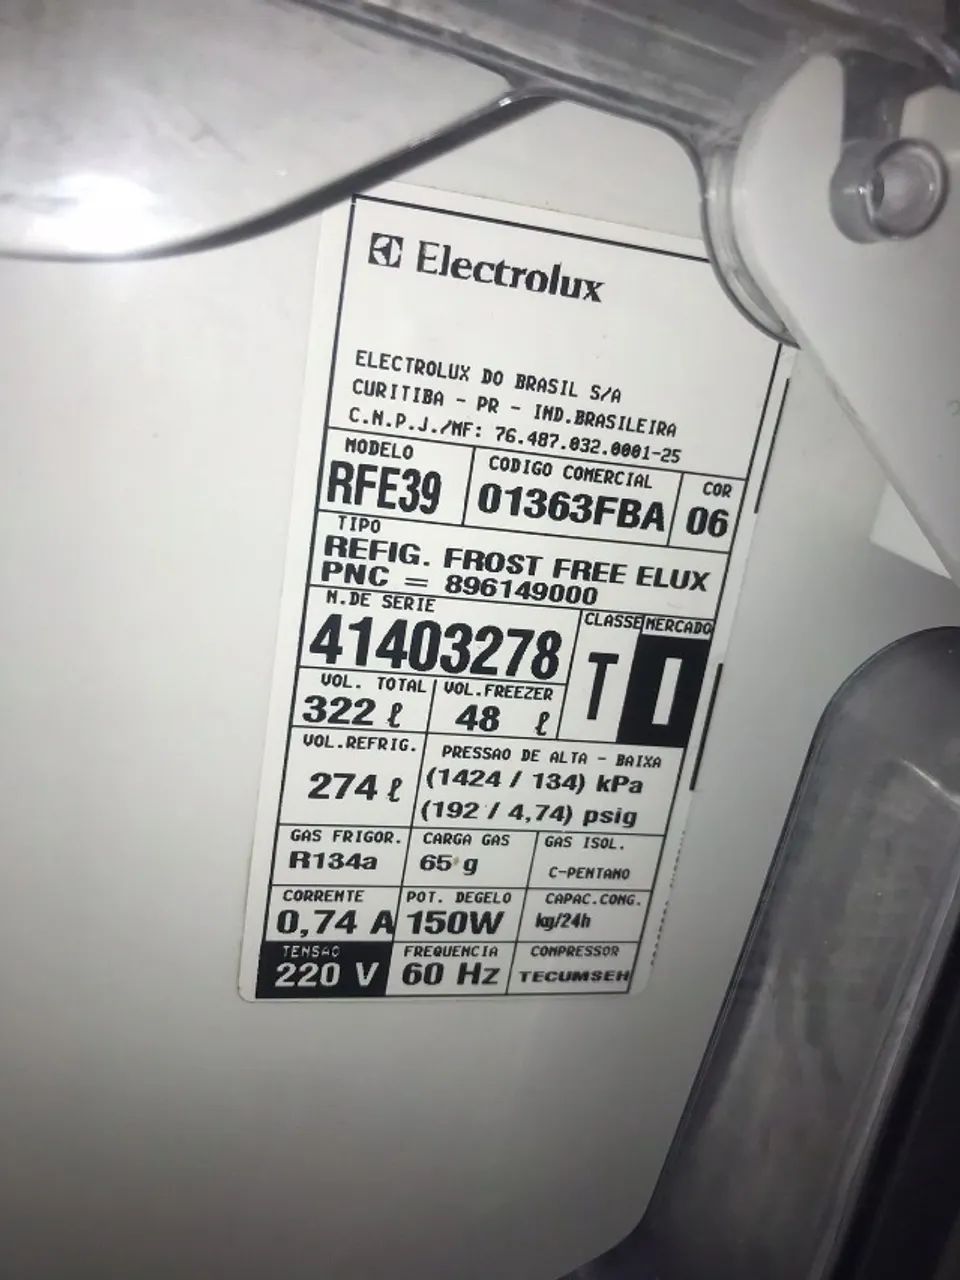 Electrolux
ELECTROLUX DO BRASIL S/A
CURITIBA - PR - IND.BRASILEIRA
C.N.P.J./MF: 76.487.032.0001-25
MODELO CODIGO COMERCIAL COR
RFE39 01363FBA 06
TIPO
REFIG. FROST FREE ELUX
PNC = 896149000
N.DE SERIE CLASSE MERCADO
41403278 T I
VOL. TOTAL VOL.FREEZER
322 ℓ 48 ℓ
VOL.REFRIG. PRESSAO DE ALTA - BAIXA
274 ℓ (1424 / 134) kPa
(192 / 4,74) psig
GAS FRIGOR. CARGA GAS GAS ISOL.
R134a 65 g C-PENTANO
CORRENTE POT. DEGELO CAPAC.CONG.
0,74 A 150W kg/24h
TENSAO FREQUENCIA COMPRESSOR
220 V 60 Hz TECUMSEH